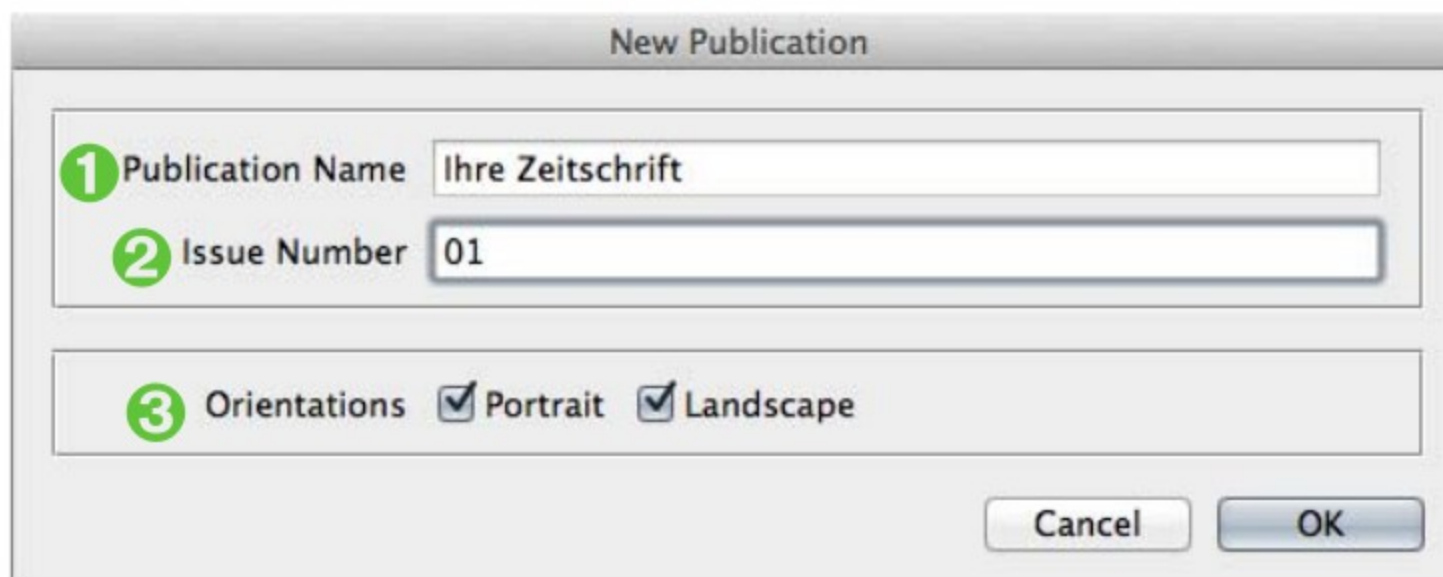 New Publication
1 Publication Name Ihre Zeitschrift
2 Issue Number 01
3 Orientations Portrait Landscape
Cancel OK